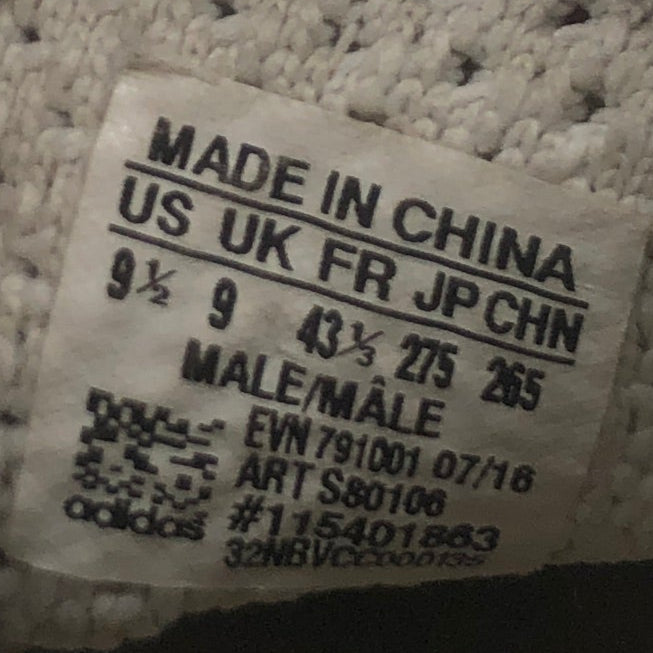 MADE IN CHINA
US UK FR JP CHN
9½ 9 43⅓ 275 265
MALE/MÂLE
EVN 791001 07/16
ART S80106
#115401863
adidas